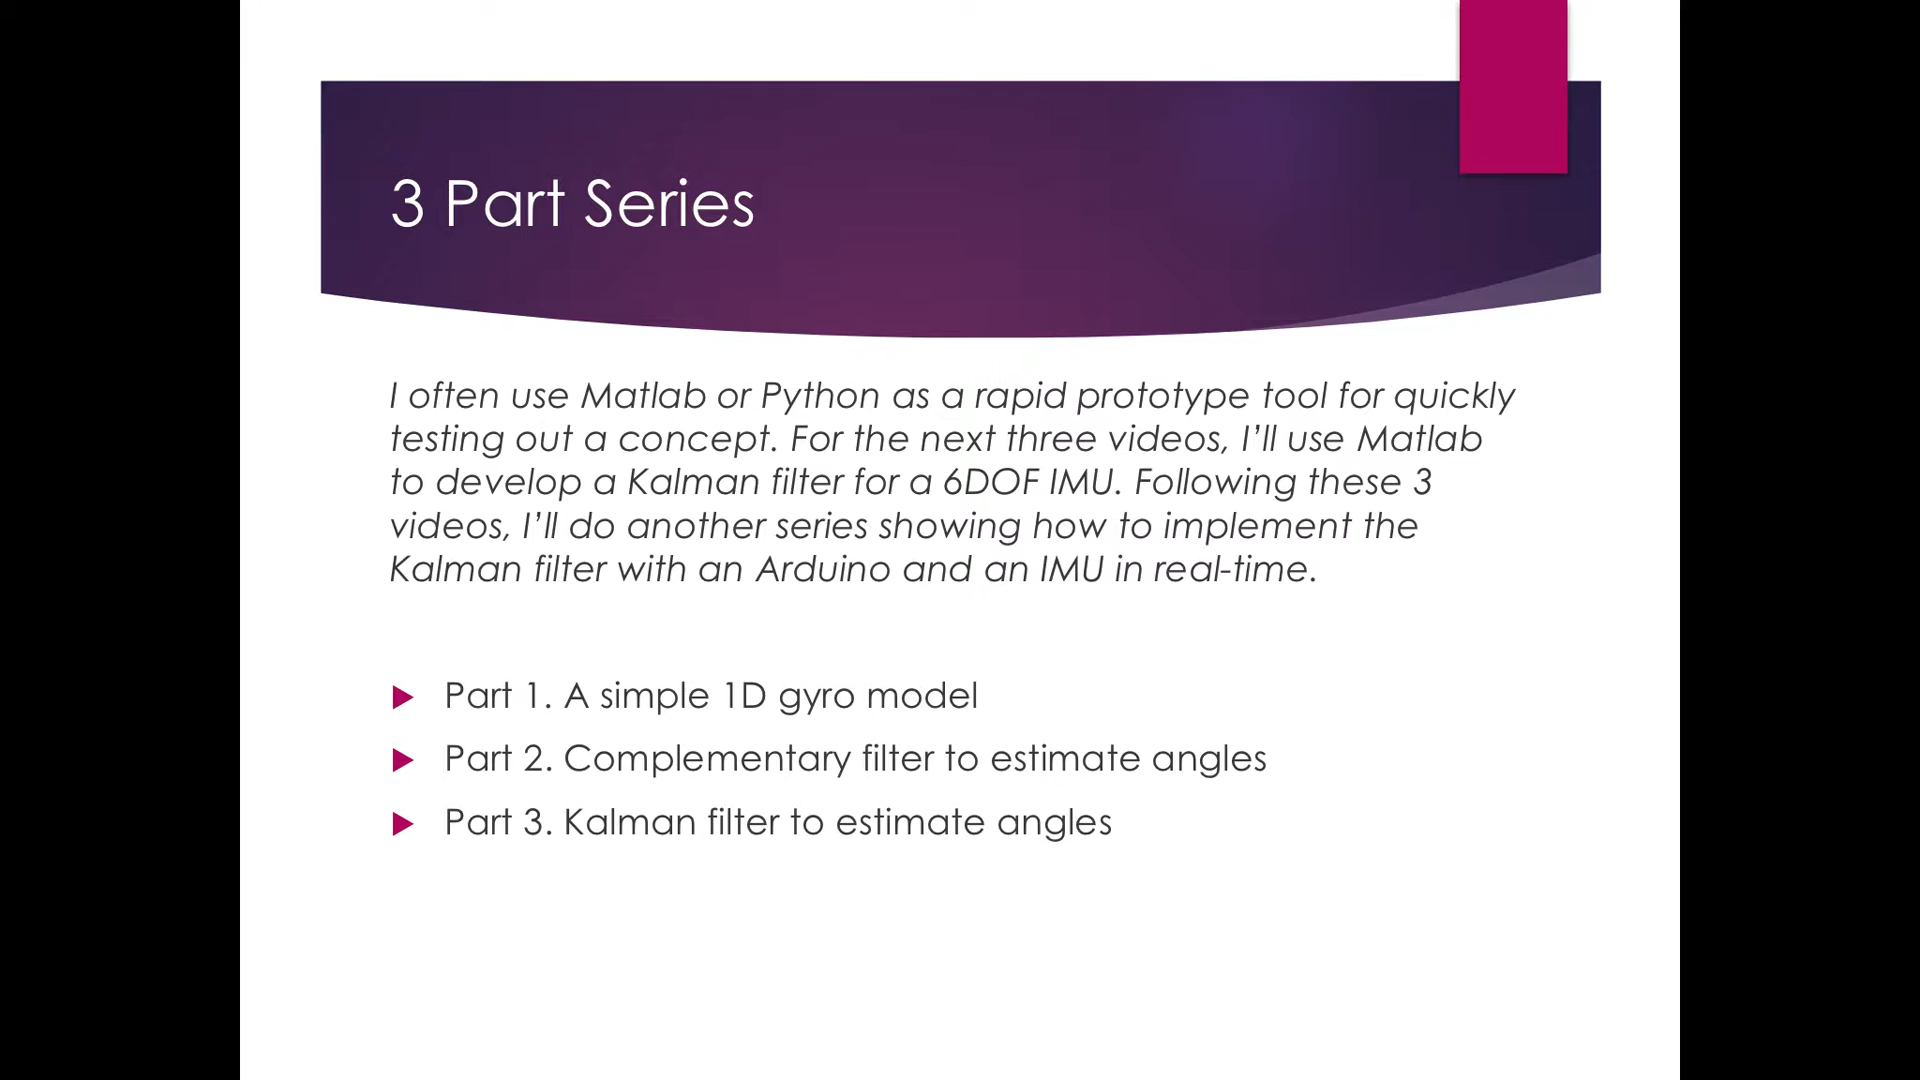 3 Part Series
I often use Matlab or Python as a rapid prototype tool for quickly
testing out a concept. For the next three videos, I’ll use Matlab
to develop a Kalman filter for a 6DOF IMU. Following these 3
videos, I’ll do another series showing how to implement the
Kalman filter with an Arduino and an IMU in real-time.
Part 1. A simple 1D gyro model
Part 2. Complementary filter to estimate angles
Part 3. Kalman filter to estimate angles